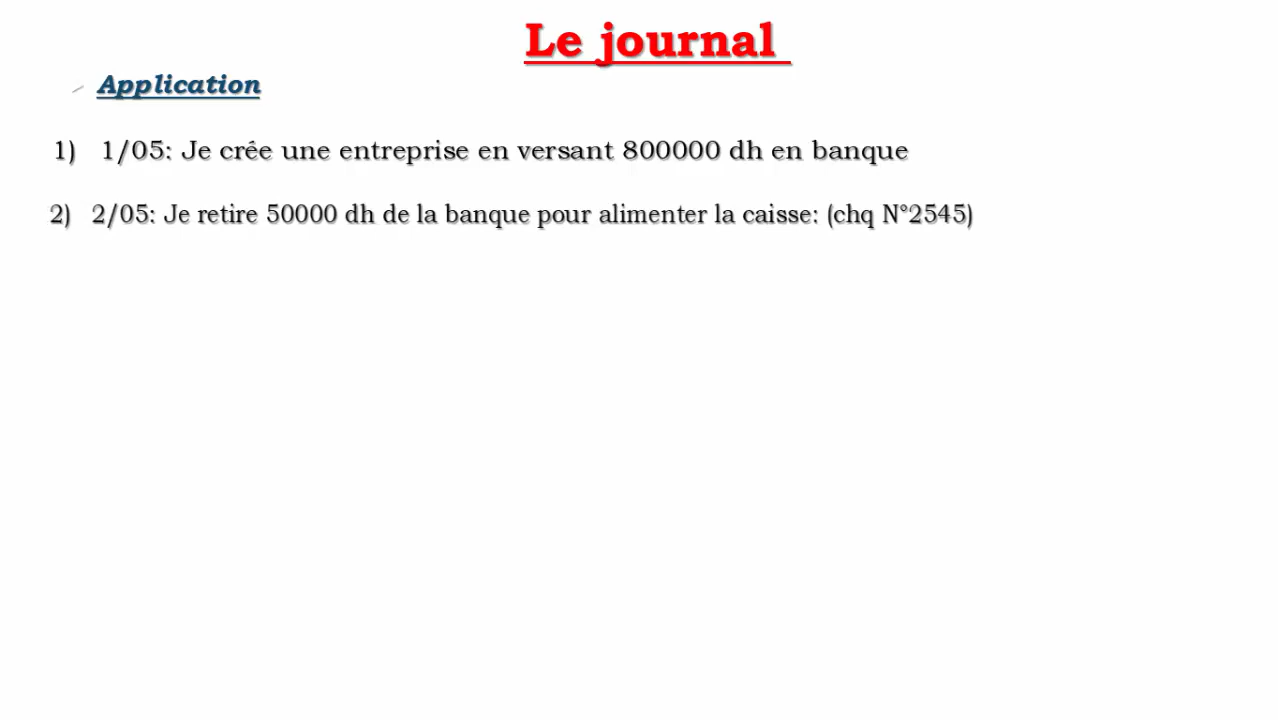 Le journal
Application
1) 1/05: Je crêe une entreprise en versant 800000 dh en banque
2) 2/05: Je retire 50000 dh de la banque pour alimenter la caisse: (chq N°2545)